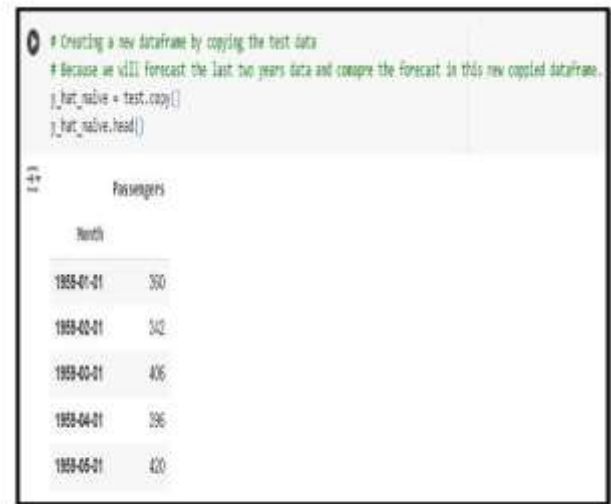 # Creating a new dataframe by copying the test data
# Because we will forecast the last two years data and comapre the forecast in this new coppied dataframe.
y_hat_naive = test.copy()
y_hat_naive.head()
Passengers
Month
1959-01-01 360
1959-02-01 342
1959-03-01 406
1959-04-01 396
1959-05-01 420